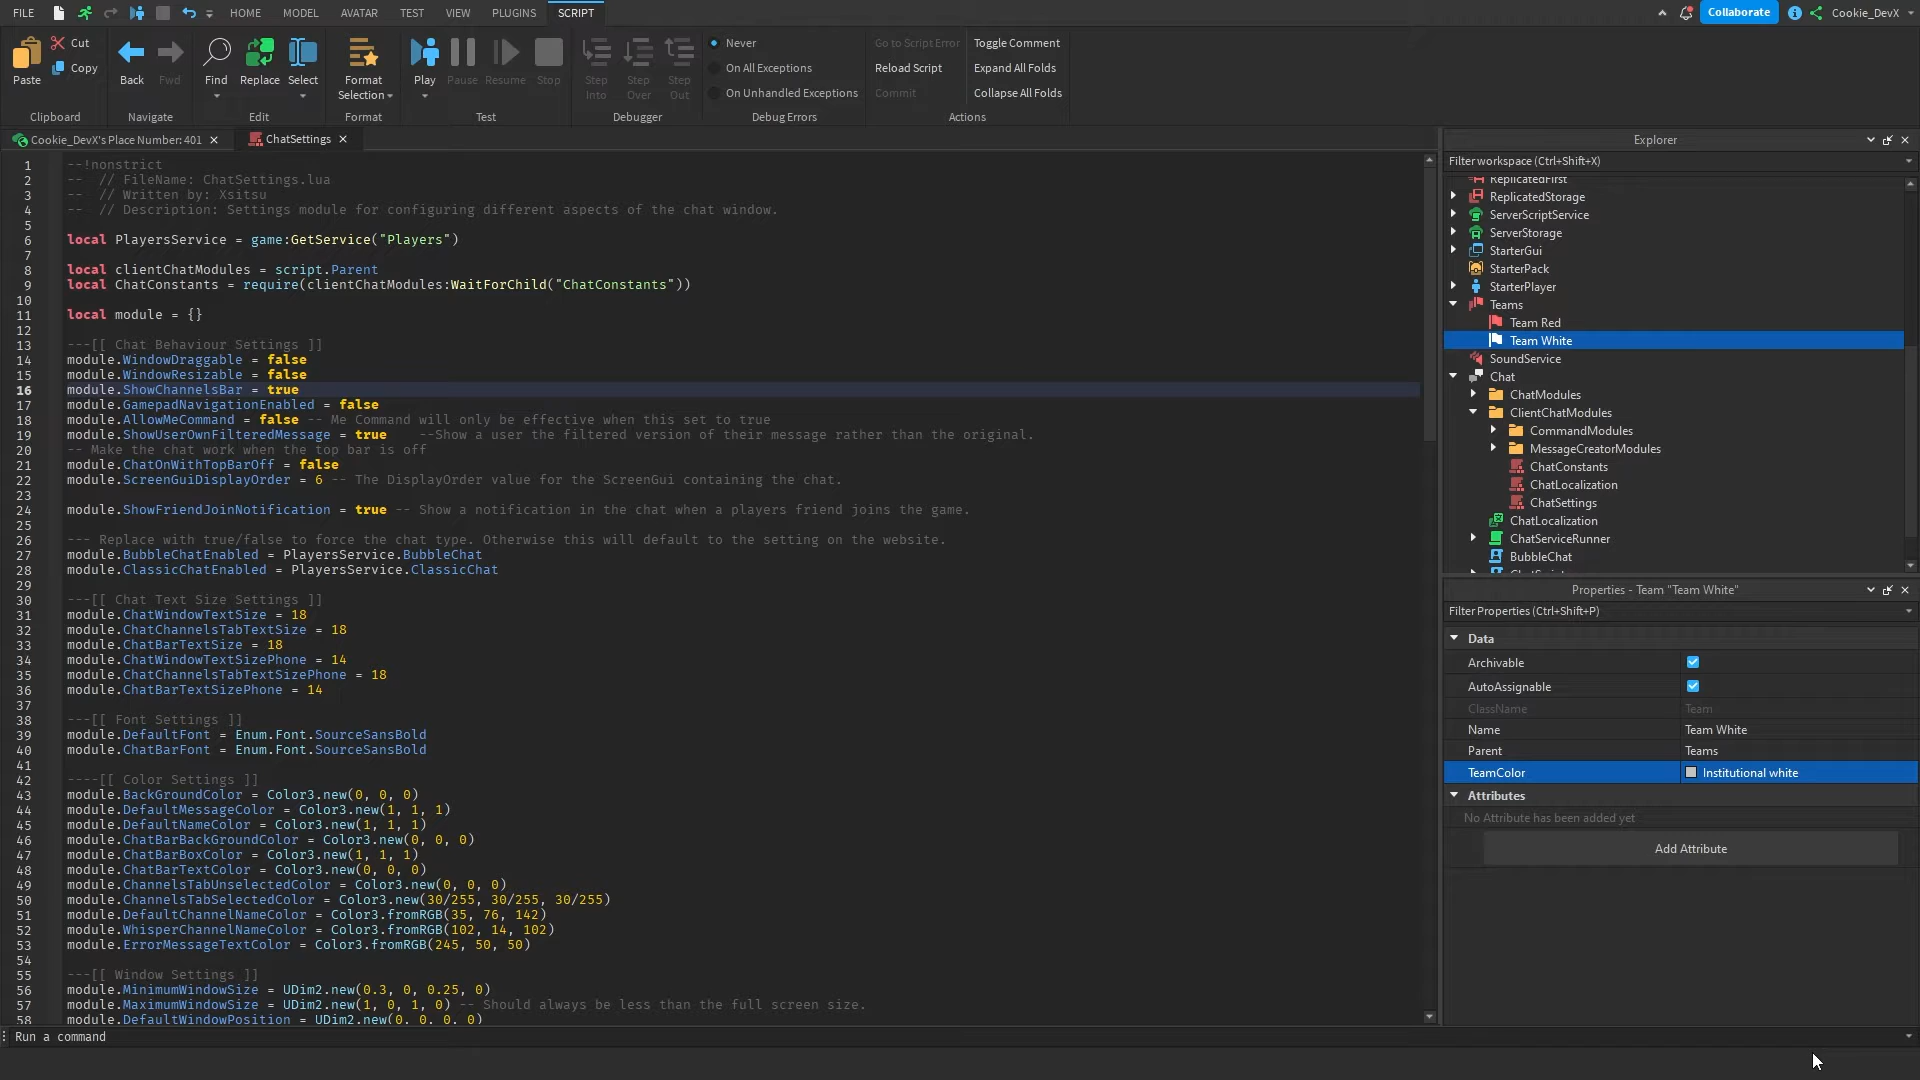 FILE HOME MODEL AVATAR TEST VIEW PLUGINS SCRIPT Collaborate Cookie_DevX
Paste Cut Copy Back Fwd Find Replace Select Format Selection Play Pause Resume Stop Step Into Step Over Step Out
Never
On All Exceptions
On Unhandled Exceptions
Go to Script Error
Reload Script
Commit
Toggle Comment
Expand All Folds
Collapse All Folds
Clipboard Navigate Edit Format Test Debugger Debug Errors Actions
Cookie_DevX's Place Number: 401 ChatSettings
1 --!nonstrict
2 -- // FileName: ChatSettings.lua
3 -- // Written by: Xsitsu
4 -- // Description: Settings module for configuring different aspects of the chat window.
5
6 local PlayersService = game:GetService("Players")
7
8 local clientChatModules = script.Parent
9 local ChatConstants = require(clientChatModules:WaitForChild("ChatConstants"))
10
11 local module = {}
12
13 ---[[ Chat Behaviour Settings ]]
14 module.WindowDraggable = false
15 module.WindowResizable = false
16 module.ShowChannelsBar = true
17 module.GamepadNavigationEnabled = false
18 module.AllowMeCommand = false -- Me Command will only be effective when this set to true
19 module.ShowUserOwnFilteredMessage = true    --Show a user the filtered version of their message rather than the original.
20 -- Make the chat work when the top bar is off
21 module.ChatOnWithTopBarOff = false
22 module.ScreenGuiDisplayOrder = 6 -- The DisplayOrder value for the ScreenGui containing the chat.
23
24 module.ShowFriendJoinNotification = true -- Show a notification in the chat when a players friend joins the game.
25
26 --- Replace with true/false to force the chat type. Otherwise this will default to the setting on the website.
27 module.BubbleChatEnabled = PlayersService.BubbleChat
28 module.ClassicChatEnabled = PlayersService.ClassicChat
29
30 ---[[ Chat Text Size Settings ]]
31 module.ChatWindowTextSize = 18
32 module.ChatChannelsTabTextSize = 18
33 module.ChatBarTextSize = 18
34 module.ChatWindowTextSizePhone = 14
35 module.ChatChannelsTabTextSizePhone = 18
36 module.ChatBarTextSizePhone = 14
37
38 ---[[ Font Settings ]]
39 module.DefaultFont = Enum.Font.SourceSansBold
40 module.ChatBarFont = Enum.Font.SourceSansBold
41
42 ----[[ Color Settings ]]
43 module.BackGroundColor = Color3.new(0, 0, 0)
44 module.DefaultMessageColor = Color3.new(1, 1, 1)
45 module.DefaultNameColor = Color3.new(1, 1, 1)
46 module.ChatBarBackGroundColor = Color3.new(0, 0, 0)
47 module.ChatBarBoxColor = Color3.new(1, 1, 1)
48 module.ChatBarTextColor = Color3.new(0, 0, 0)
49 module.ChannelsTabUnselectedColor = Color3.new(0, 0, 0)
50 module.ChannelsTabSelectedColor = Color3.new(30/255, 30/255, 30/255)
51 module.DefaultChannelNameColor = Color3.fromRGB(35, 76, 142)
52 module.WhisperChannelNameColor = Color3.fromRGB(102, 14, 102)
53 module.ErrorMessageTextColor = Color3.fromRGB(245, 50, 50)
54
55 ---[[ Window Settings ]]
56 module.MinimumWindowSize = UDim2.new(0.3, 0, 0.25, 0)
57 module.MaximumWindowSize = UDim2.new(1, 0, 1, 0) -- Should always be less than the full screen size.
58 module.DefaultWindowPosition = UDim2.new(0, 0, 0, 0)
Run a command
Explorer
Filter workspace (Ctrl+Shift+X)
ReplicatedFirst
ReplicatedStorage
ServerScriptService
ServerStorage
StarterGui
StarterPack
StarterPlayer
Teams
Team Red
Team White
SoundService
Chat
ChatModules
ClientChatModules
CommandModules
MessageCreatorModules
ChatConstants
ChatLocalization
ChatSettings
ChatLocalization
ChatServiceRunner
BubbleChat
Properties - Team "Team White"
Filter Properties (Ctrl+Shift+P)
Data
Archivable
AutoAssignable
ClassName Team
Name Team White
Parent Teams
TeamColor Institutional white
Attributes
No Attribute has been added yet
Add Attribute